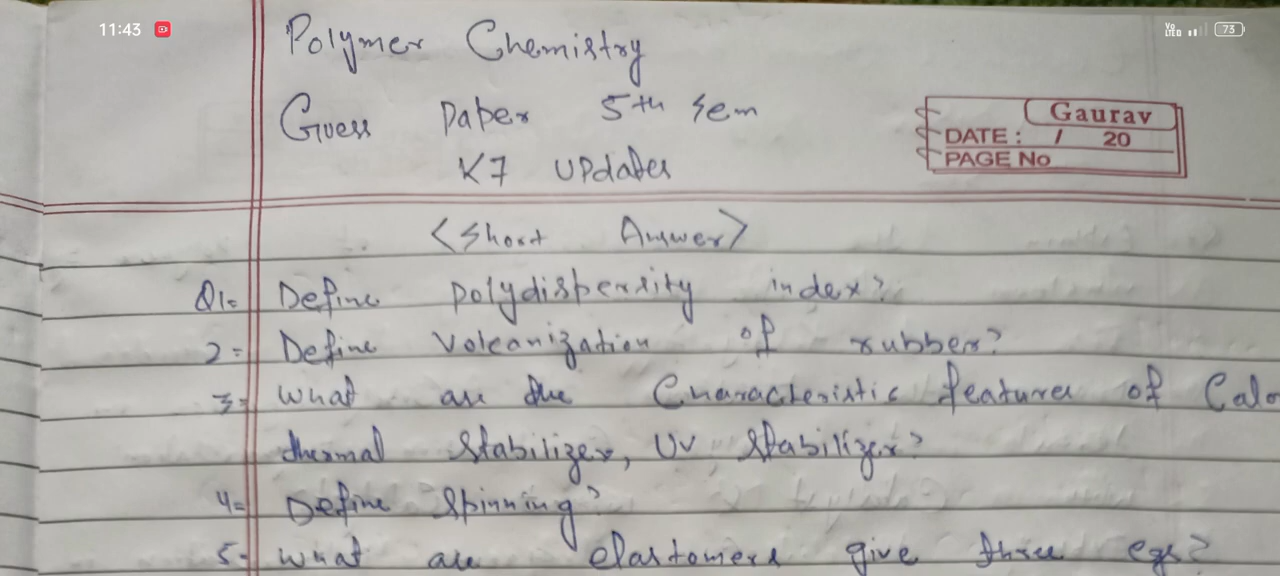 11:43
73
Polymer Chemistry
Guess Paper 5th Sem
K7 Updates
Gaurav
DATE : / 20
PAGE No
<Short Answer>
Q1= Define polydispersity index?
2= Define Volcanization of rubber?
3= What are the Characteristic features of Calo
thermal Stabilizer, UV Stabilizer?
4= Define Spinning?
5= What are elastomers give three egs?